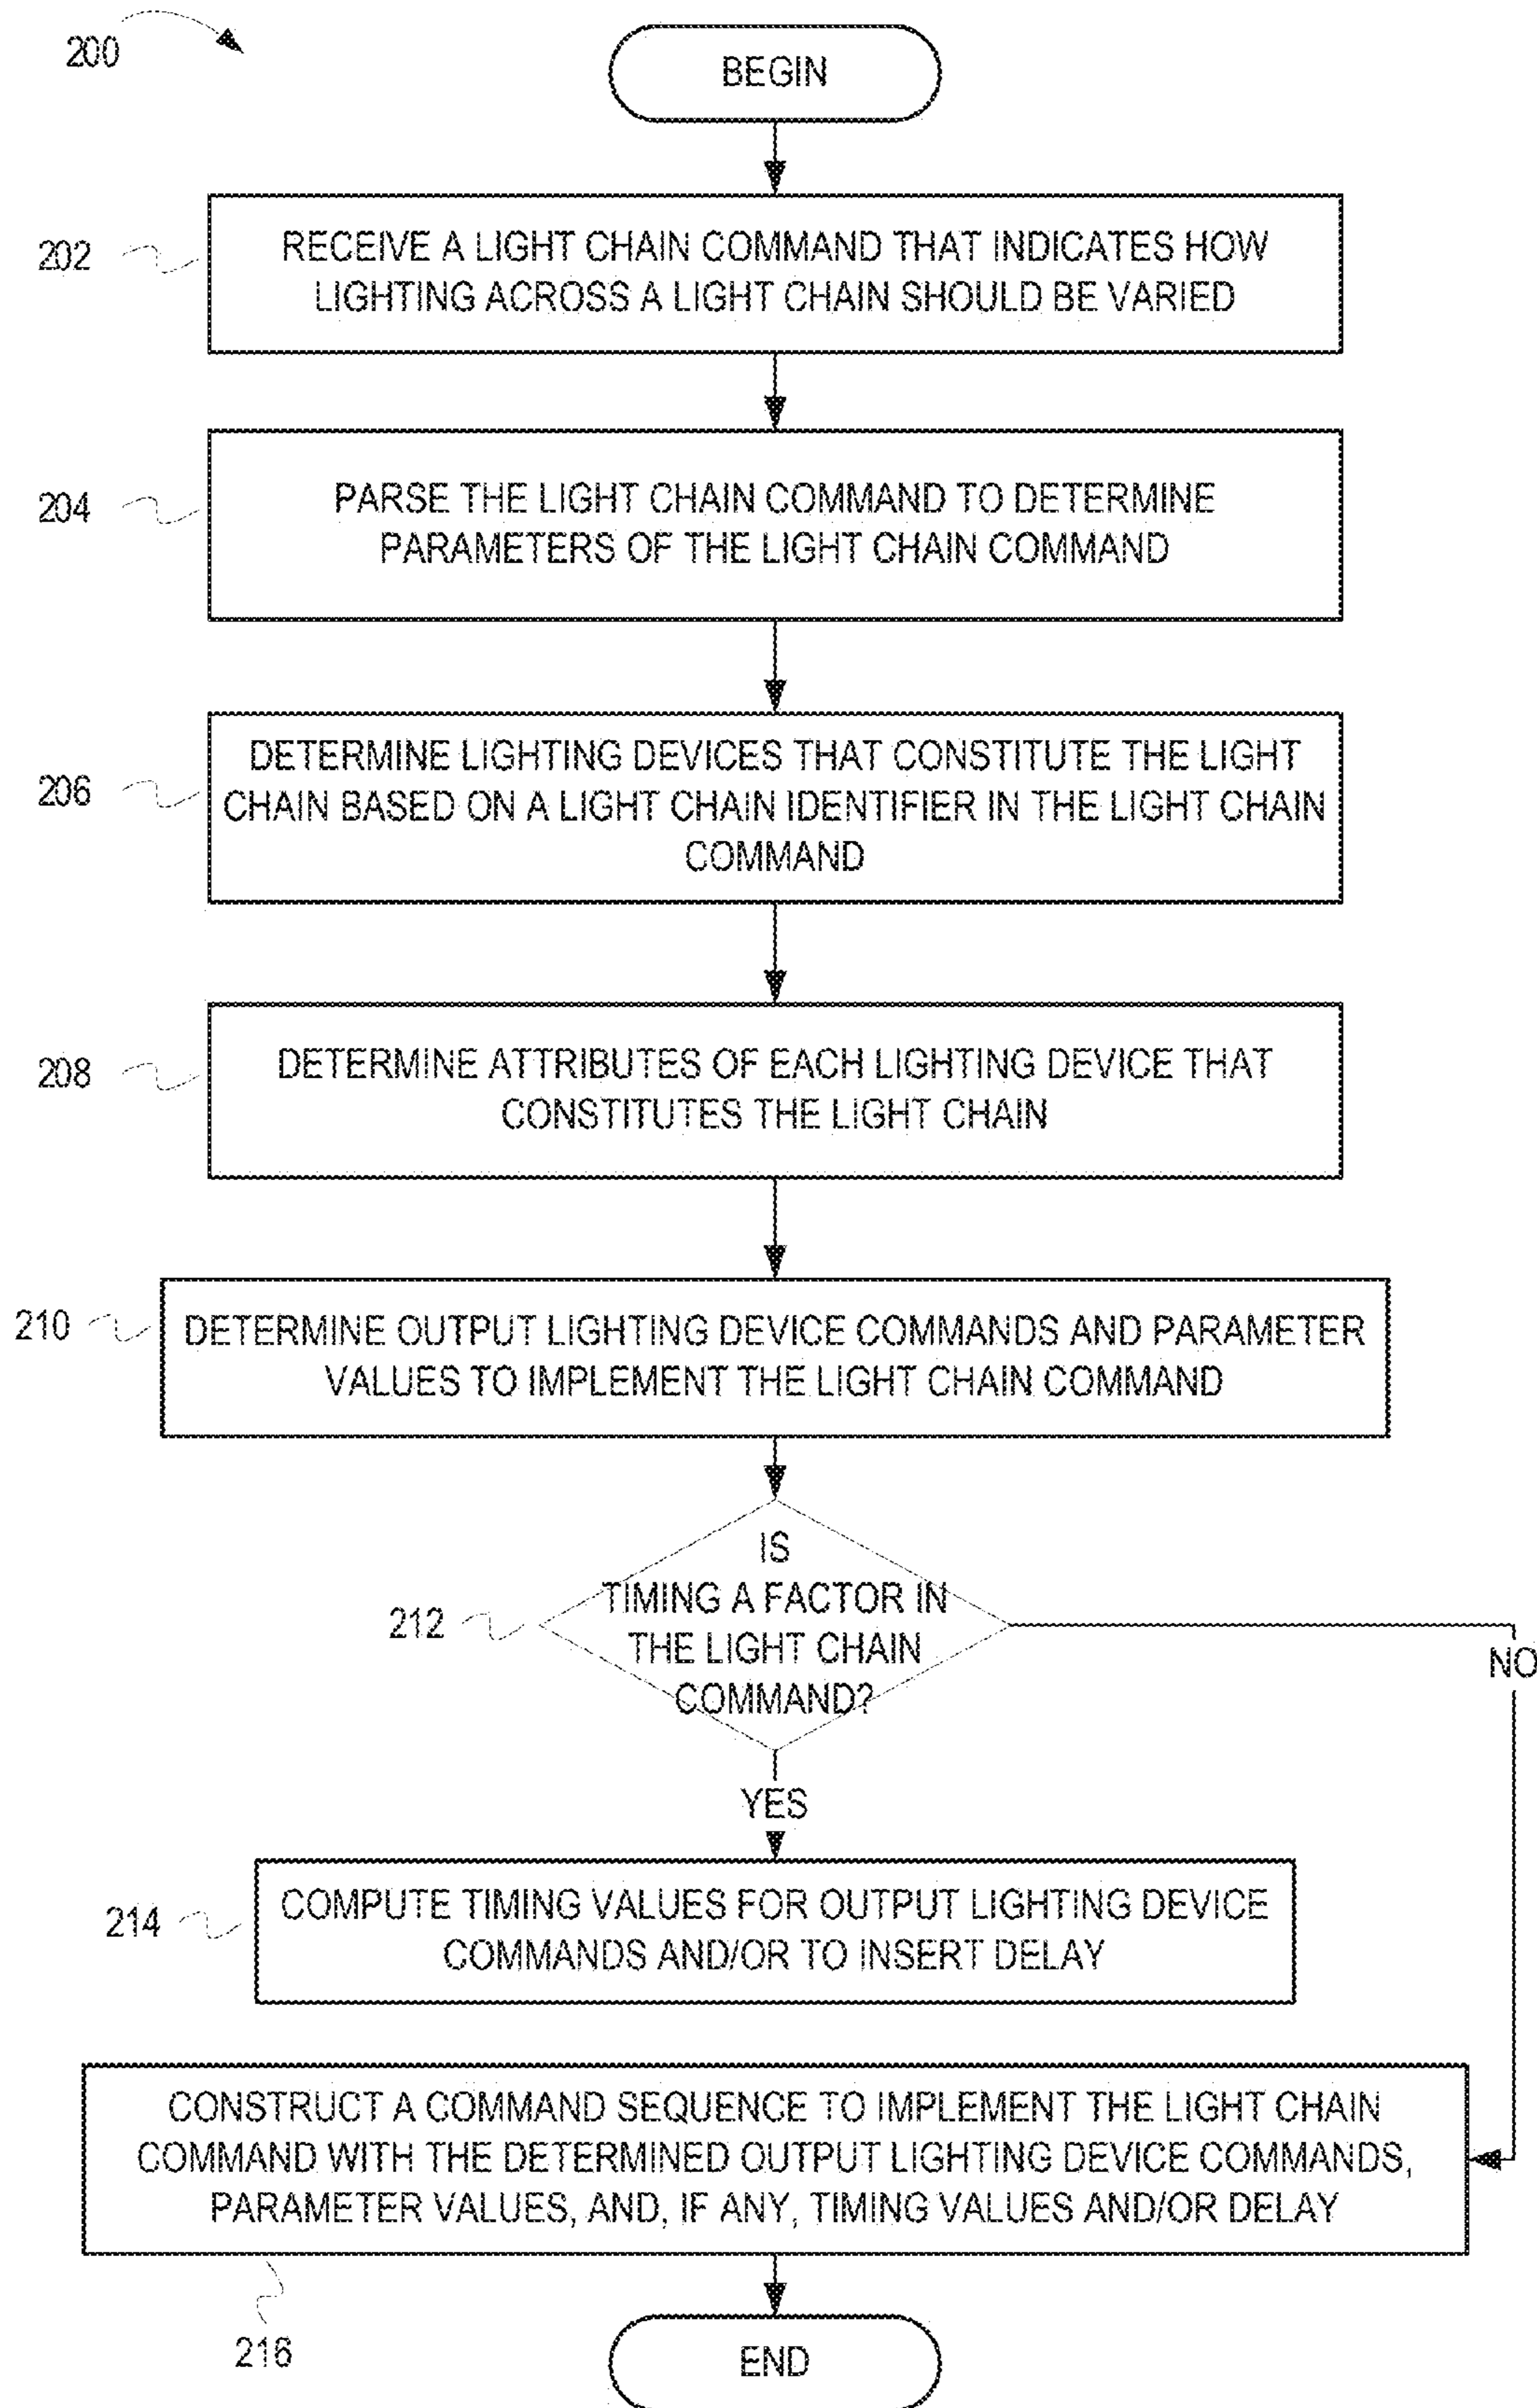 200
BEGIN
202
RECEIVE A LIGHT CHAIN COMMAND THAT INDICATES HOW
LIGHTING ACROSS A LIGHT CHAIN SHOULD BE VARIED
204
PARSE THE LIGHT CHAIN COMMAND TO DETERMINE
PARAMETERS OF THE LIGHT CHAIN COMMAND
206
DETERMINE LIGHTING DEVICES THAT CONSTITUTE THE LIGHT
CHAIN BASED ON A LIGHT CHAIN IDENTIFIER IN THE LIGHT CHAIN
COMMAND
208
DETERMINE ATTRIBUTES OF EACH LIGHTING DEVICE THAT
CONSTITUTES THE LIGHT CHAIN
210
DETERMINE OUTPUT LIGHTING DEVICE COMMANDS AND PARAMETER
VALUES TO IMPLEMENT THE LIGHT CHAIN COMMAND
212
IS
TIMING A FACTOR IN
THE LIGHT CHAIN
COMMAND?
NO
YES
214
COMPUTE TIMING VALUES FOR OUTPUT LIGHTING DEVICE
COMMANDS AND/OR TO INSERT DELAY
CONSTRUCT A COMMAND SEQUENCE TO IMPLEMENT THE LIGHT CHAIN
COMMAND WITH THE DETERMINED OUTPUT LIGHTING DEVICE COMMANDS,
PARAMETER VALUES, AND, IF ANY, TIMING VALUES AND/OR DELAY
216
END